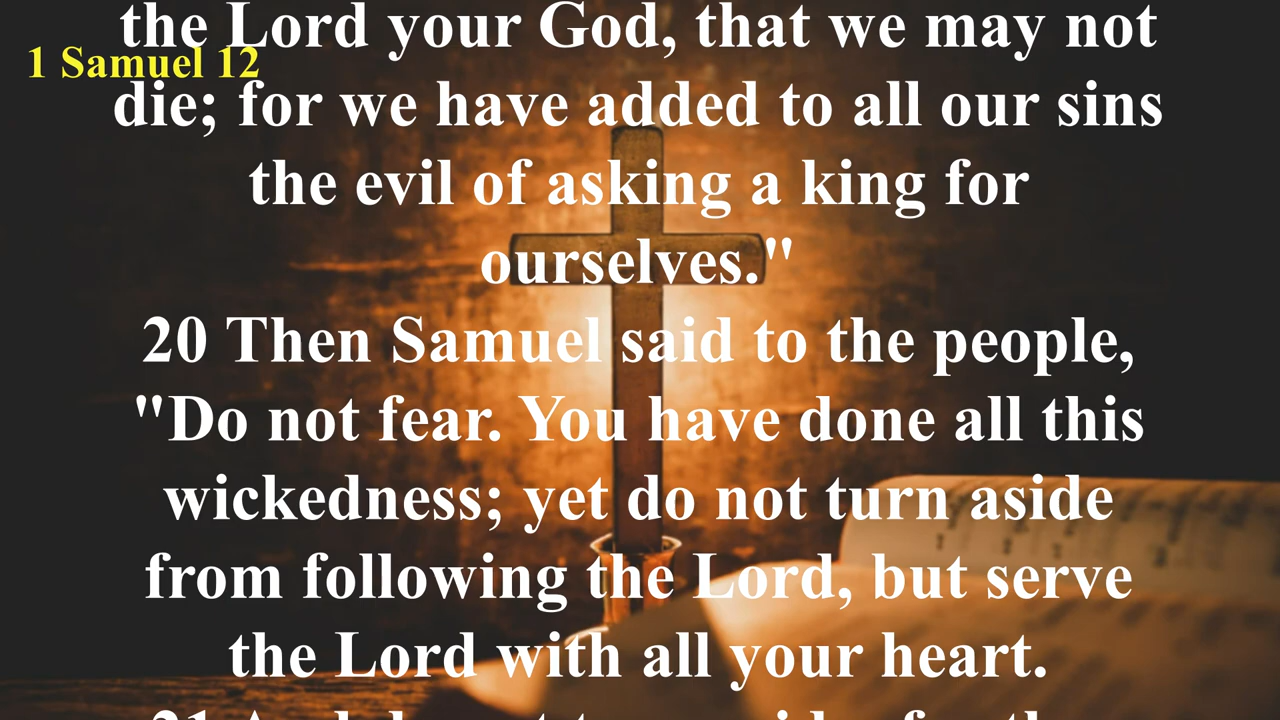 the Lord your God, that we may not
1 Samuel 12
die; for we have added to all our sins
the evil of asking a king for
ourselves."
20 Then Samuel said to the people,
"Do not fear. You have done all this
wickedness; yet do not turn aside
from following the Lord, but serve
the Lord with all your heart.